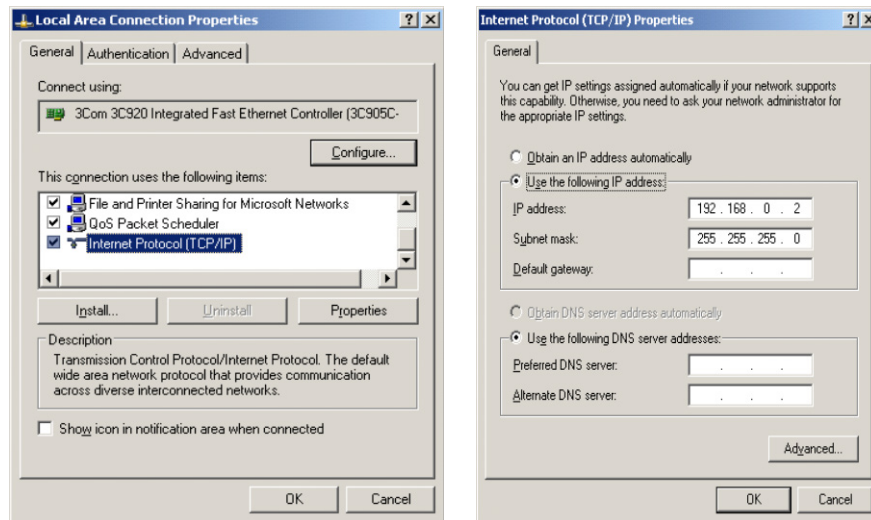 Local Area Connection Properties
General Authentication Advanced
Connect using:
3Com 3C920 Integrated Fast Ethernet Controller (3C905C-
Configure...
This connection uses the following items:
File and Printer Sharing for Microsoft Networks
QoS Packet Scheduler
Internet Protocol (TCP/IP)
Install... Uninstall Properties
Description
Transmission Control Protocol/Internet Protocol. The default
wide area network protocol that provides communication
across diverse interconnected networks.
Show icon in notification area when connected
OK Cancel
Internet Protocol (TCP/IP) Properties
General
You can get IP settings assigned automatically if your network supports
this capability. Otherwise, you need to ask your network administrator for
the appropriate IP settings.
Obtain an IP address automatically
Use the following IP address:
IP address: 192 . 168 . 0 . 2
Subnet mask: 255 . 255 . 255 . 0
Default gateway: . . .
Obtain DNS server address automatically
Use the following DNS server addresses:
Preferred DNS server: . . .
Alternate DNS server: . . .
Advanced...
OK Cancel